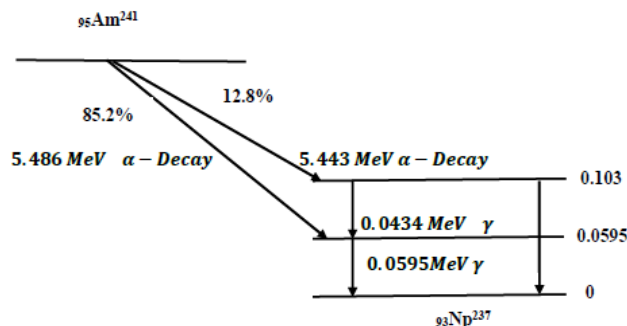 ₉₅Am²⁴¹
12.8%
85.2%
5.486 MeV α − Decay
5.443 MeV α − Decay
0.103
0.0434 MeV γ
0.0595
0.0595MeV γ
0
₉₃Np²³⁷